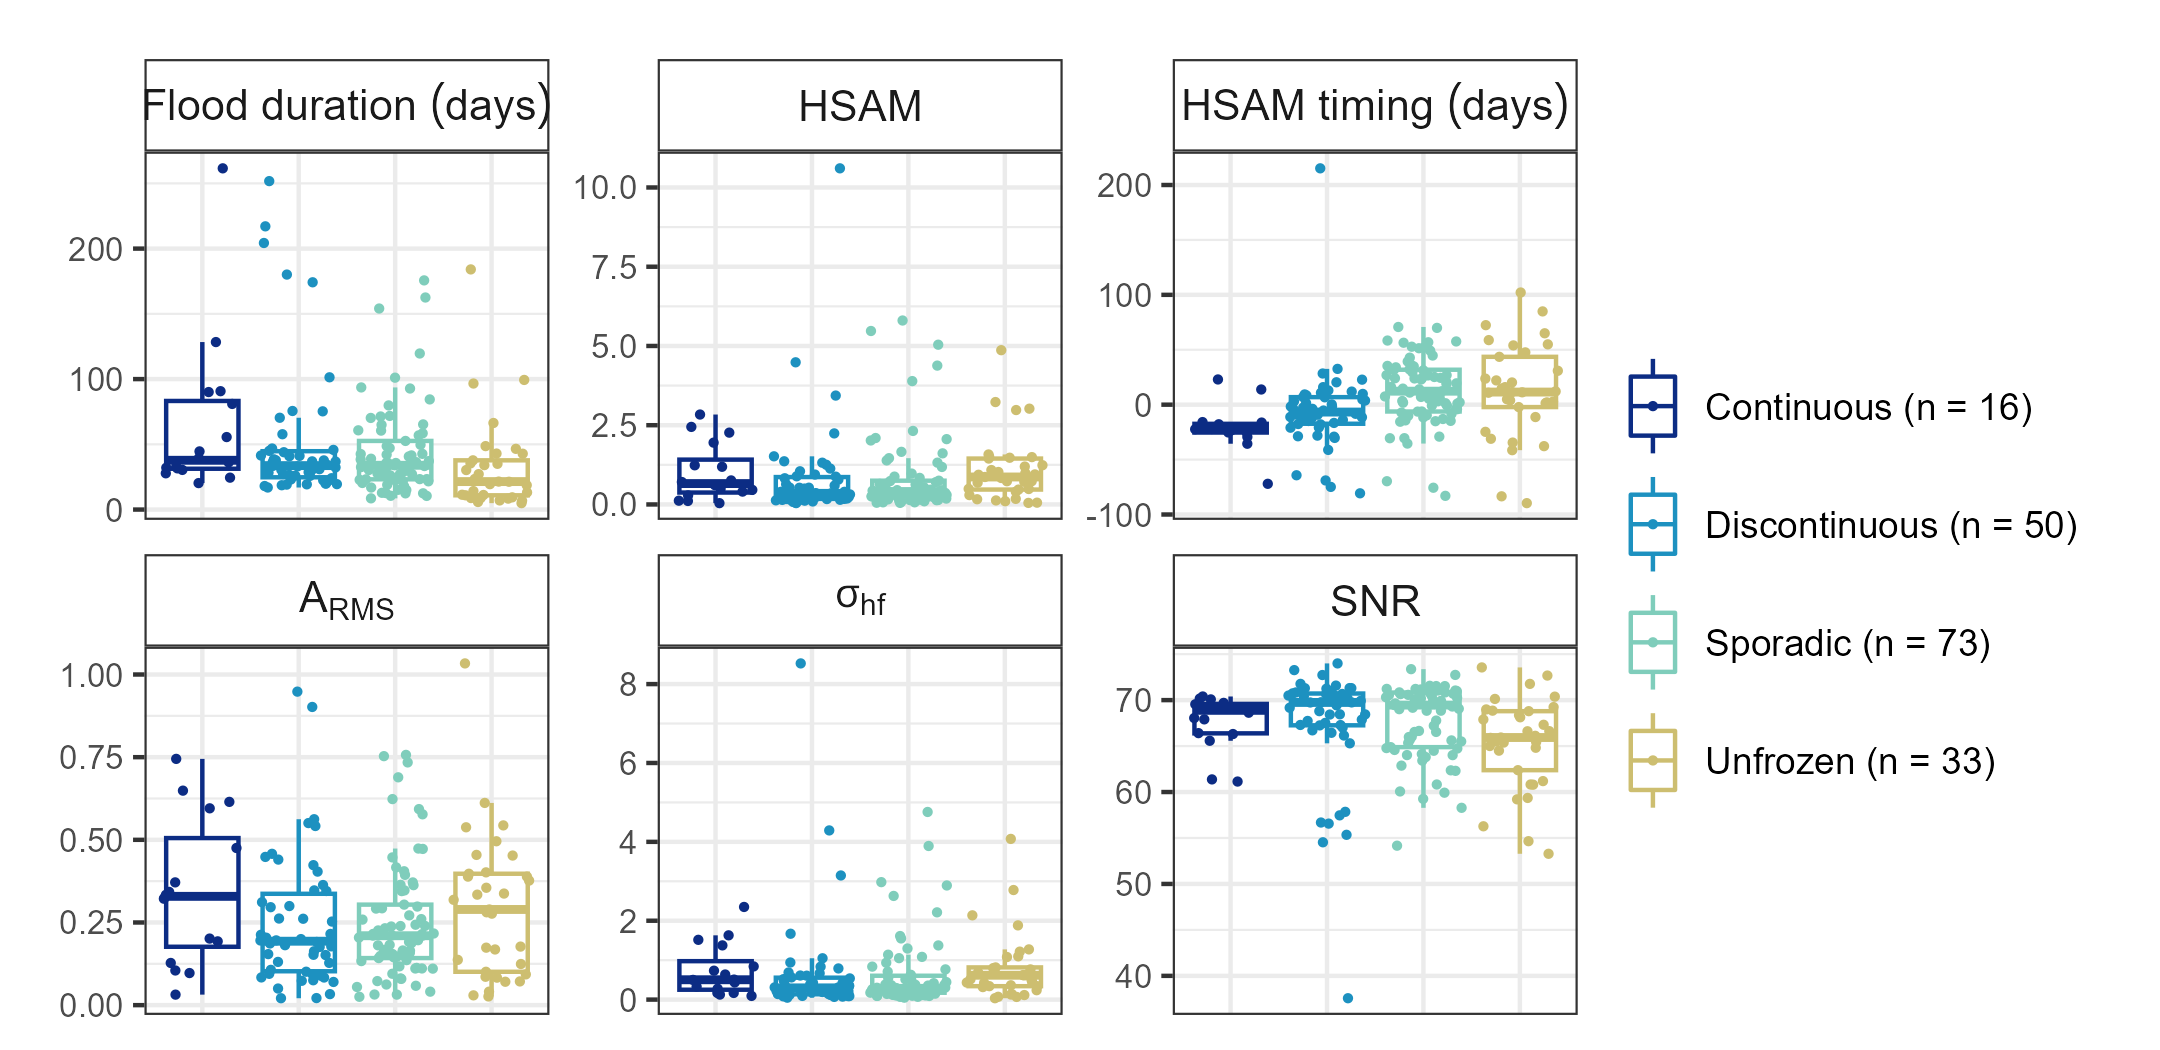 Flood duration (days)
HSAM
HSAM timing (days)
200
100
0
10.0
7.5
5.0
2.5
0.0
200
100
0
-100
A_RMS
σ_hf
SNR
1.00
0.75
0.50
0.25
0.00
8
6
4
2
0
70
60
50
40
Continuous (n = 16)
Discontinuous (n = 50)
Sporadic (n = 73)
Unfrozen (n = 33)